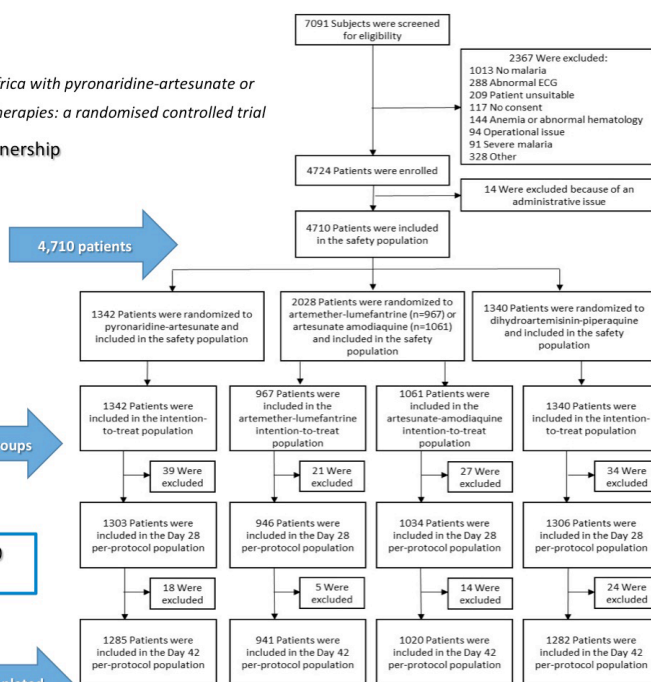 7091 Subjects were screened
for eligibility
frica with pyronaridine-artesunate or
herapies: a randomised controlled trial
nership
2367 Were excluded:
1013 No malaria
288 Abnormal ECG
209 Patient unsuitable
117 No consent
144 Anemia or abnormal hematology
94 Operational issue
91 Severe malaria
328 Other
4724 Patients were enrolled
14 Were excluded because of an
administrative issue
4710 Patients were included
in the safety population
4,710 patients
1342 Patients were randomized to
pyronaridine-artesunate and
included in the safety population
2028 Patients were randomized to
artemether-lumefantrine (n=967) or
artesunate amodiaquine (n=1061)
and included in the safety
population
1340 Patients were randomized to
dihydroartemisinin-piperaquine
and included in the safety
population
1342 Patients were
included in the intention-
to-treat population
967 Patients were
included in the
artemether-lumefantrine
intention-to-treat
population
1061 Patients were
included in the
artesunate-amodiaquine
intention-to-treat
population
1340 Patients were
included in the intention-
to-treat population
oups
39 Were
excluded
21 Were
excluded
27 Were
excluded
34 Were
excluded
1303 Patients were
included in the Day 28
per-protocol population
946 Patients were
included in the Day 28
per-protocol population
1034 Patients were
included in the Day 28
per-protocol population
1306 Patients were
included in the Day 28
per-protocol population
)
18 Were
excluded
5 Were
excluded
14 Were
excluded
24 Were
excluded
1285 Patients were
included in the Day 42
per-protocol population
941 Patients were
included in the Day 42
per-protocol population
1020 Patients were
included in the Day 42
per-protocol population
1282 Patients were
included in the Day 42
per-protocol population